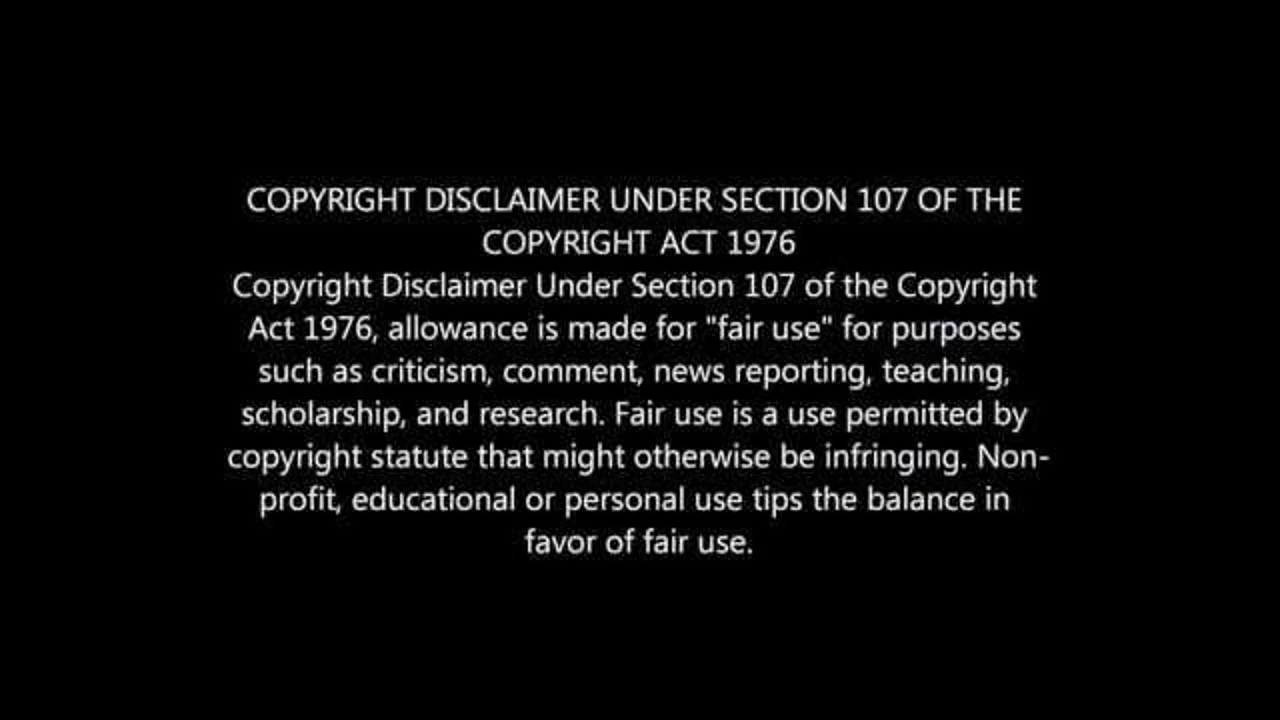 COPYRIGHT DISCLAIMER UNDER SECTION 107 OF THE
COPYRIGHT ACT 1976
Copyright Disclaimer Under Section 107 of the Copyright
Act 1976, allowance is made for "fair use" for purposes
such as criticism, comment, news reporting, teaching,
scholarship, and research. Fair use is a use permitted by
copyright statute that might otherwise be infringing. Non-
profit, educational or personal use tips the balance in
favor of fair use.